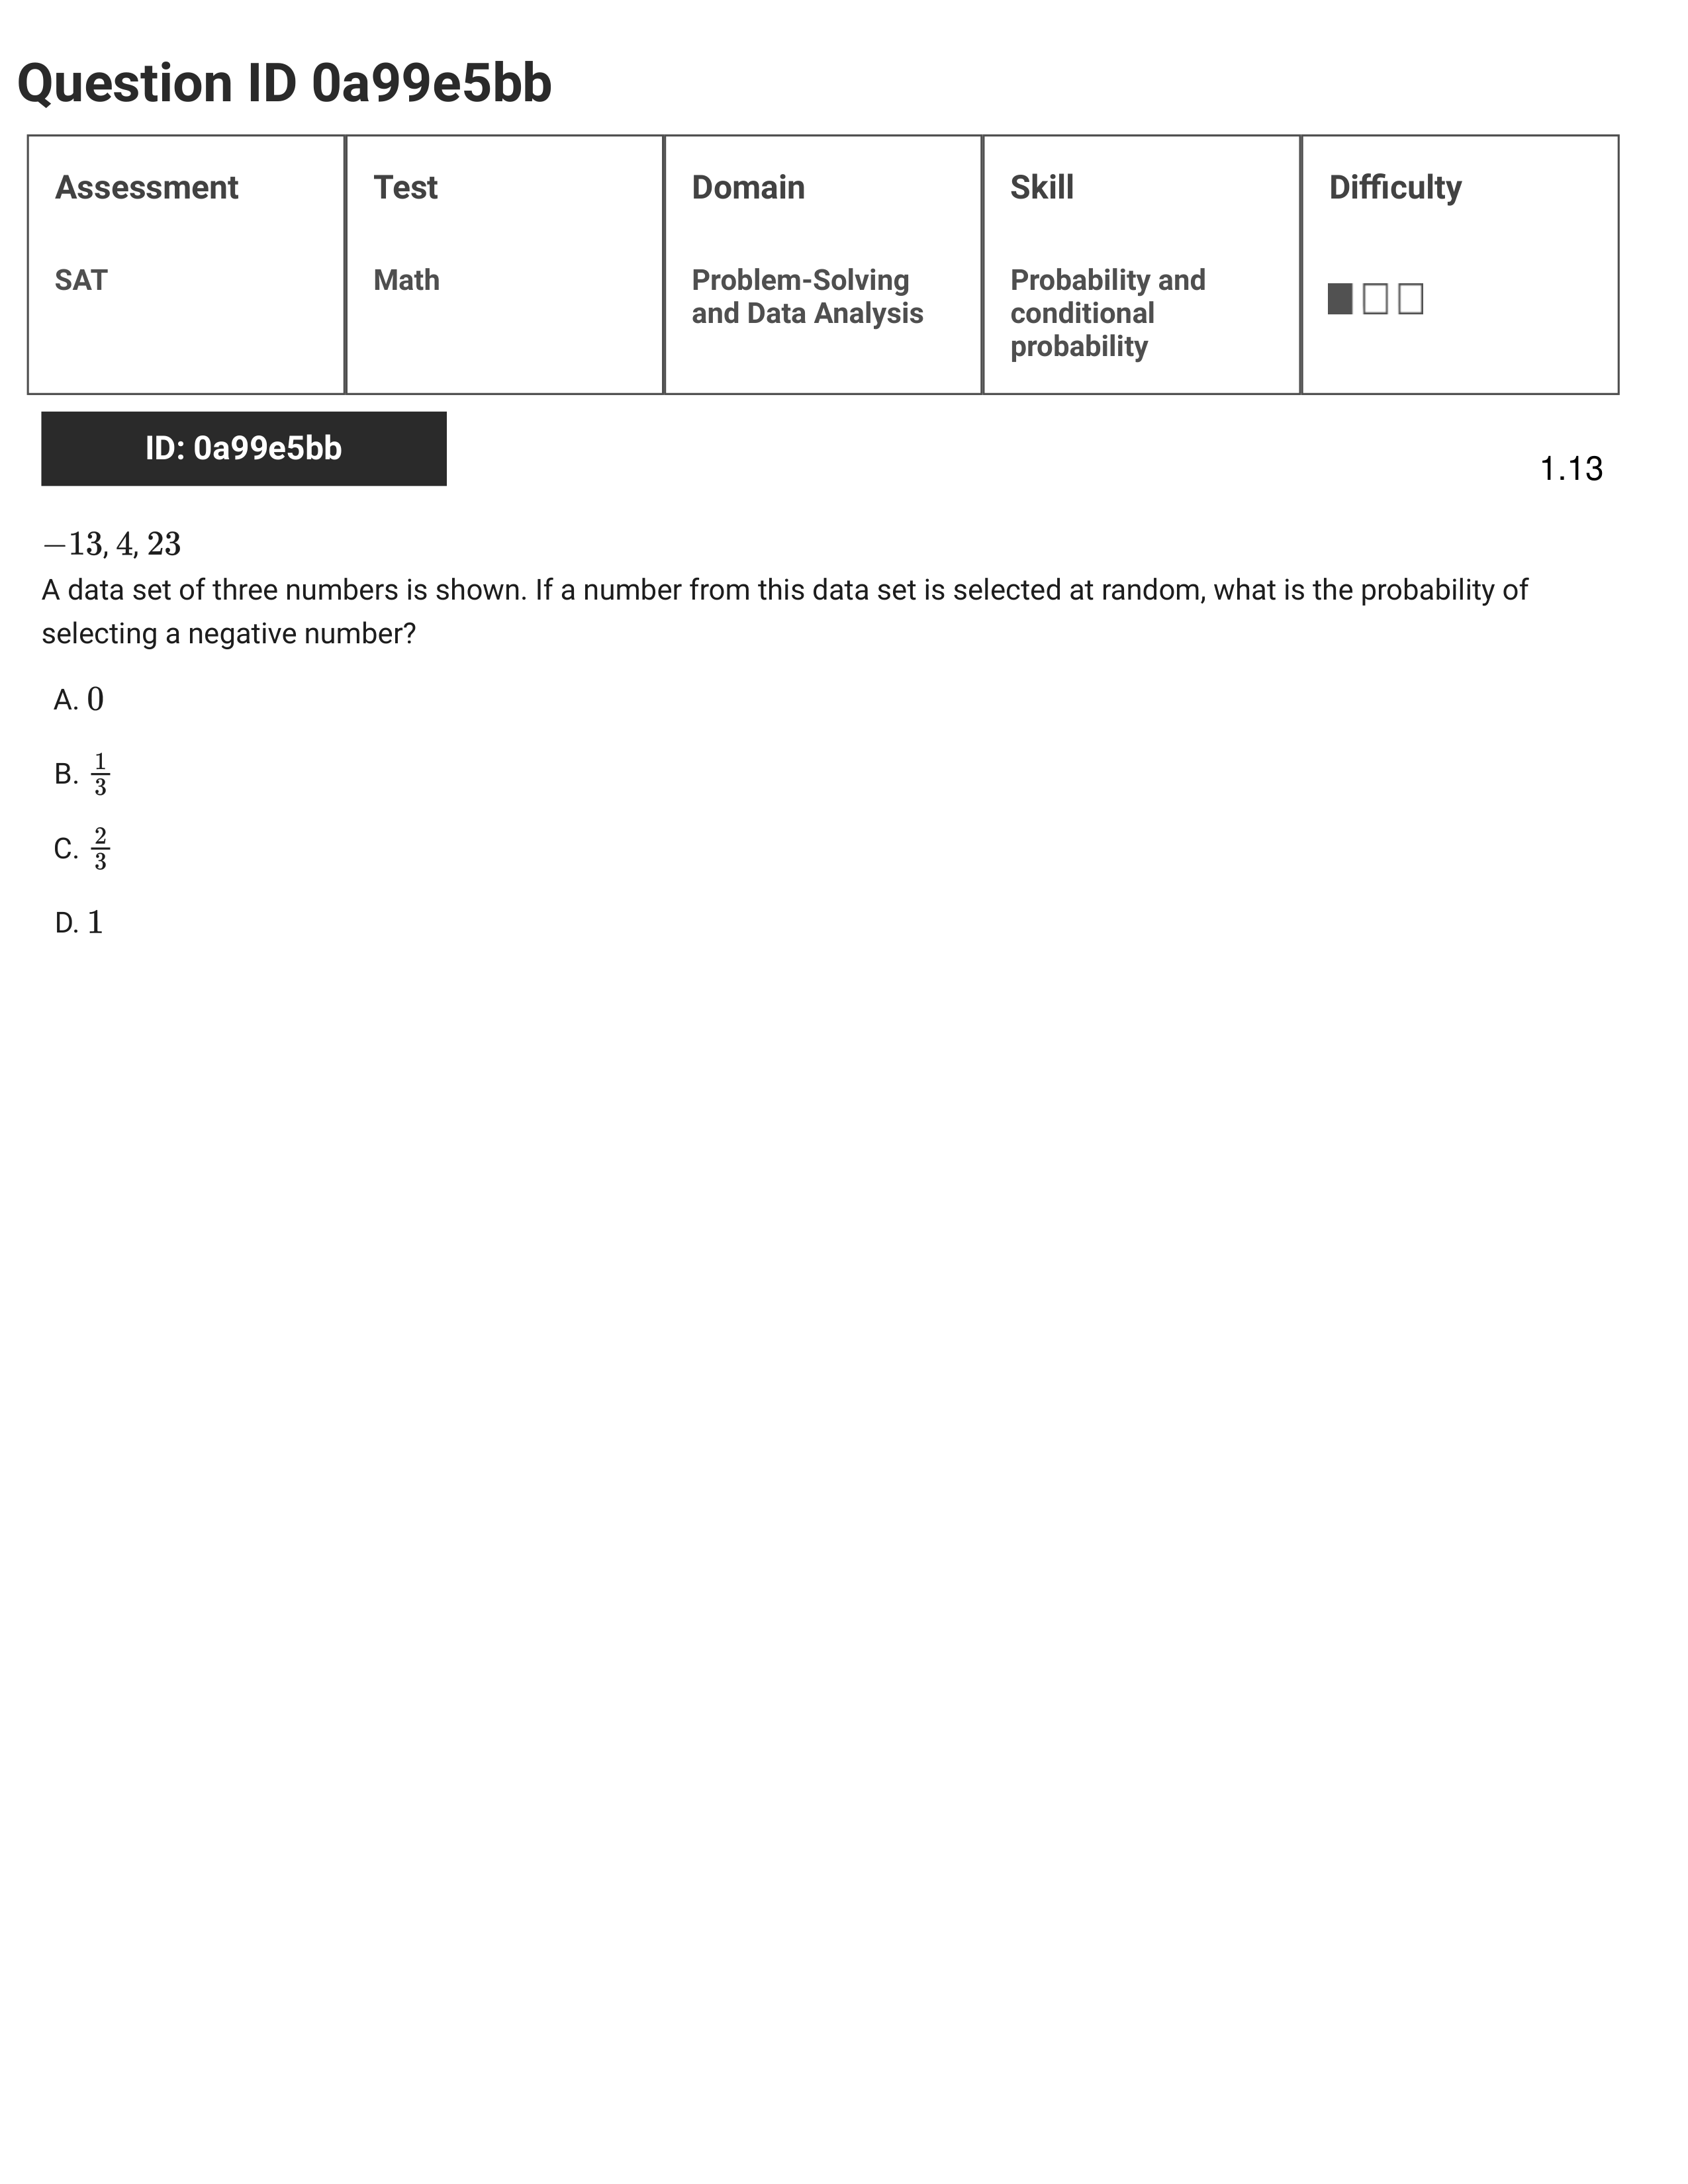 Question ID 0a99e5bb
Assessment
Test
Domain
Skill
Difficulty
SAT
Math
Problem-Solving
and Data Analysis
Probability and
conditional
probability
ID: 0a99e5bb
1.13
−13, 4, 23
A data set of three numbers is shown. If a number from this data set is selected at random, what is the probability of
selecting a negative number?
A. 0
B. 1/3
C. 2/3
D. 1